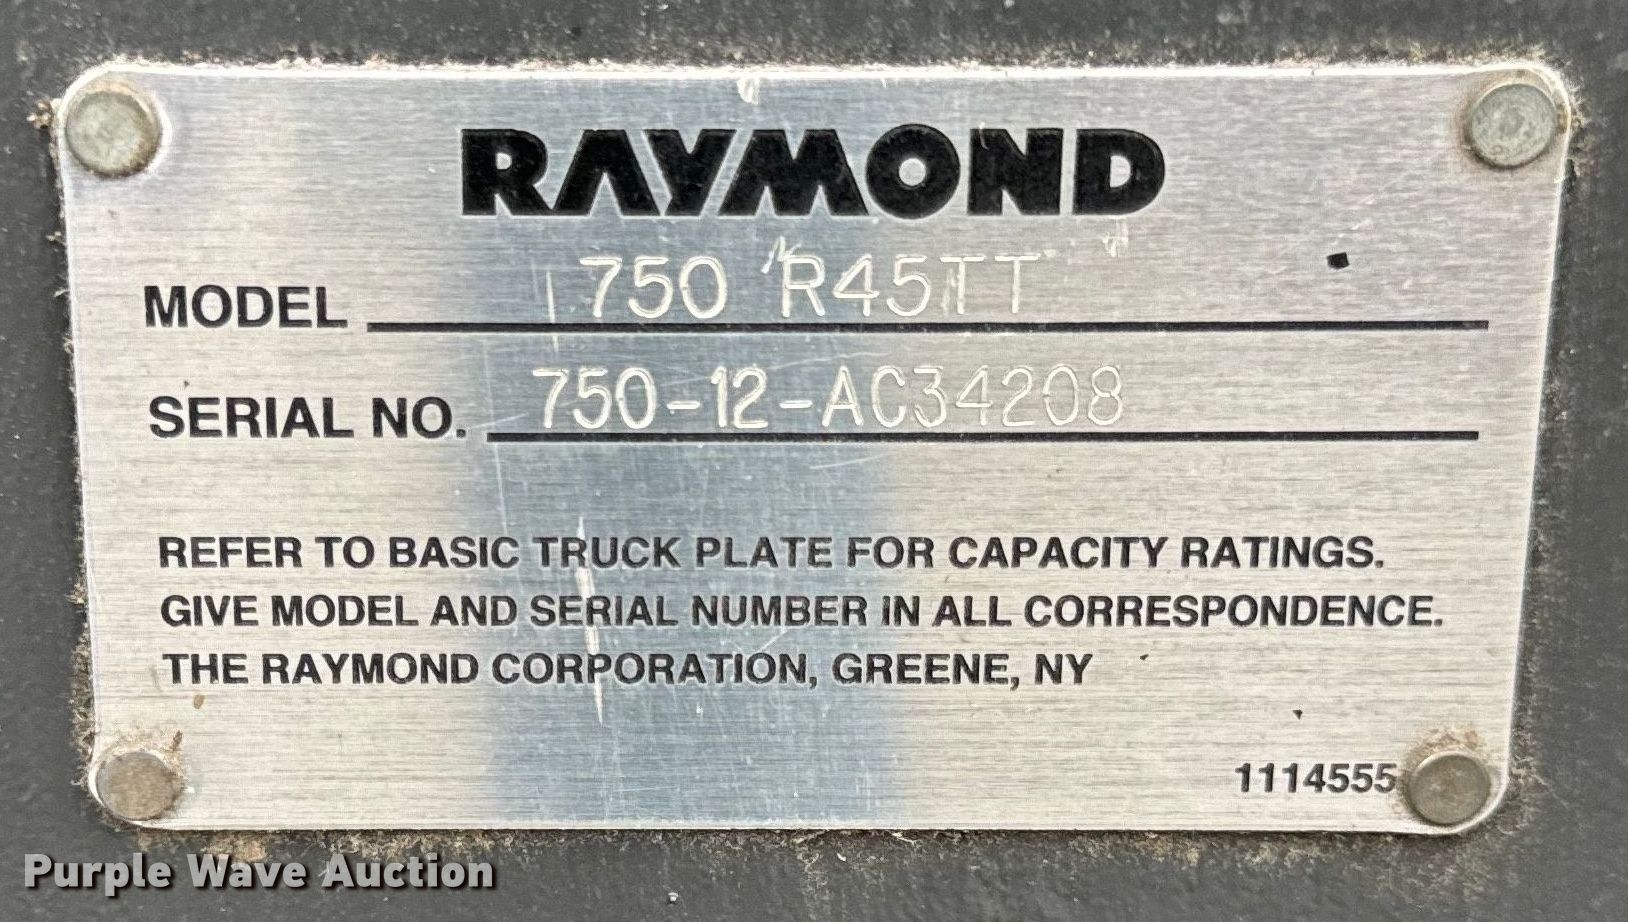 RAYMOND
MODEL 750 R45TT
SERIAL NO. 750-12-AC34208
REFER TO BASIC TRUCK PLATE FOR CAPACITY RATINGS.
GIVE MODEL AND SERIAL NUMBER IN ALL CORRESPONDENCE.
THE RAYMOND CORPORATION, GREENE, NY
1114555
Purple Wave Auction